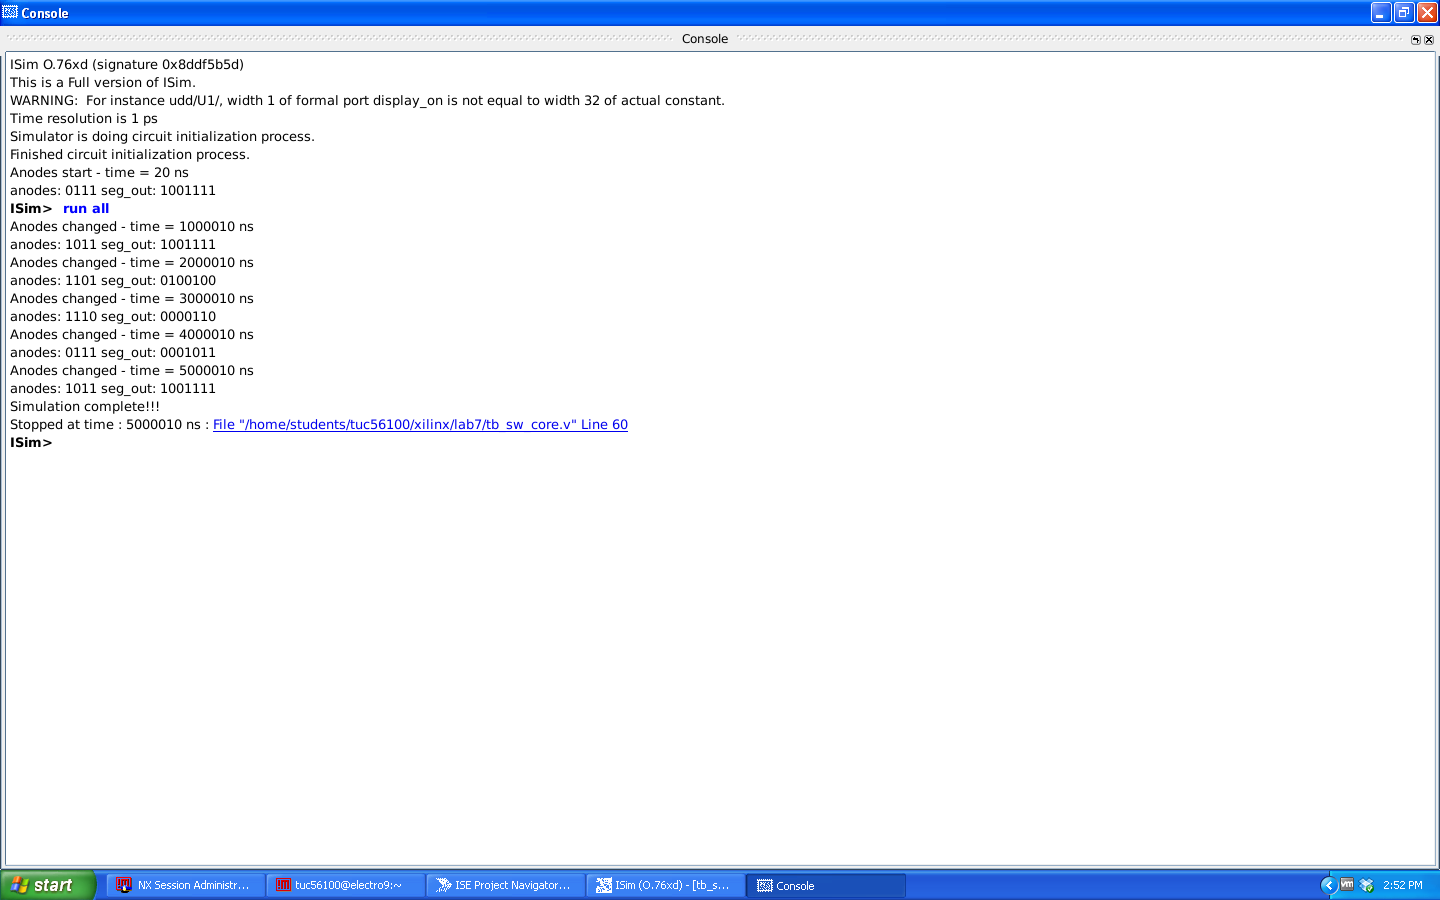 Console
Console
ISim O.76xd (signature 0x8ddf5b5d)
This is a Full version of ISim.
WARNING:  For instance udd/U1/, width 1 of formal port display_on is not equal to width 32 of actual constant.
Time resolution is 1 ps
Simulator is doing circuit initialization process.
Finished circuit initialization process.
Anodes start - time = 20 ns
anodes: 0111 seg_out: 1001111
ISim>  run all
Anodes changed - time = 1000010 ns
anodes: 1011 seg_out: 1001111
Anodes changed - time = 2000010 ns
anodes: 1101 seg_out: 0100100
Anodes changed - time = 3000010 ns
anodes: 1110 seg_out: 0000110
Anodes changed - time = 4000010 ns
anodes: 0111 seg_out: 0001011
Anodes changed - time = 5000010 ns
anodes: 1011 seg_out: 1001111
Simulation complete!!!
Stopped at time : 5000010 ns : File "/home/students/tuc56100/xilinx/lab7/tb_sw_core.v" Line 60
ISim>
start NX Session Administr... tuc56100@electro9:~ ISE Project Navigator... ISim (O.76xd) - [tb_s... Console vm 2:52 PM